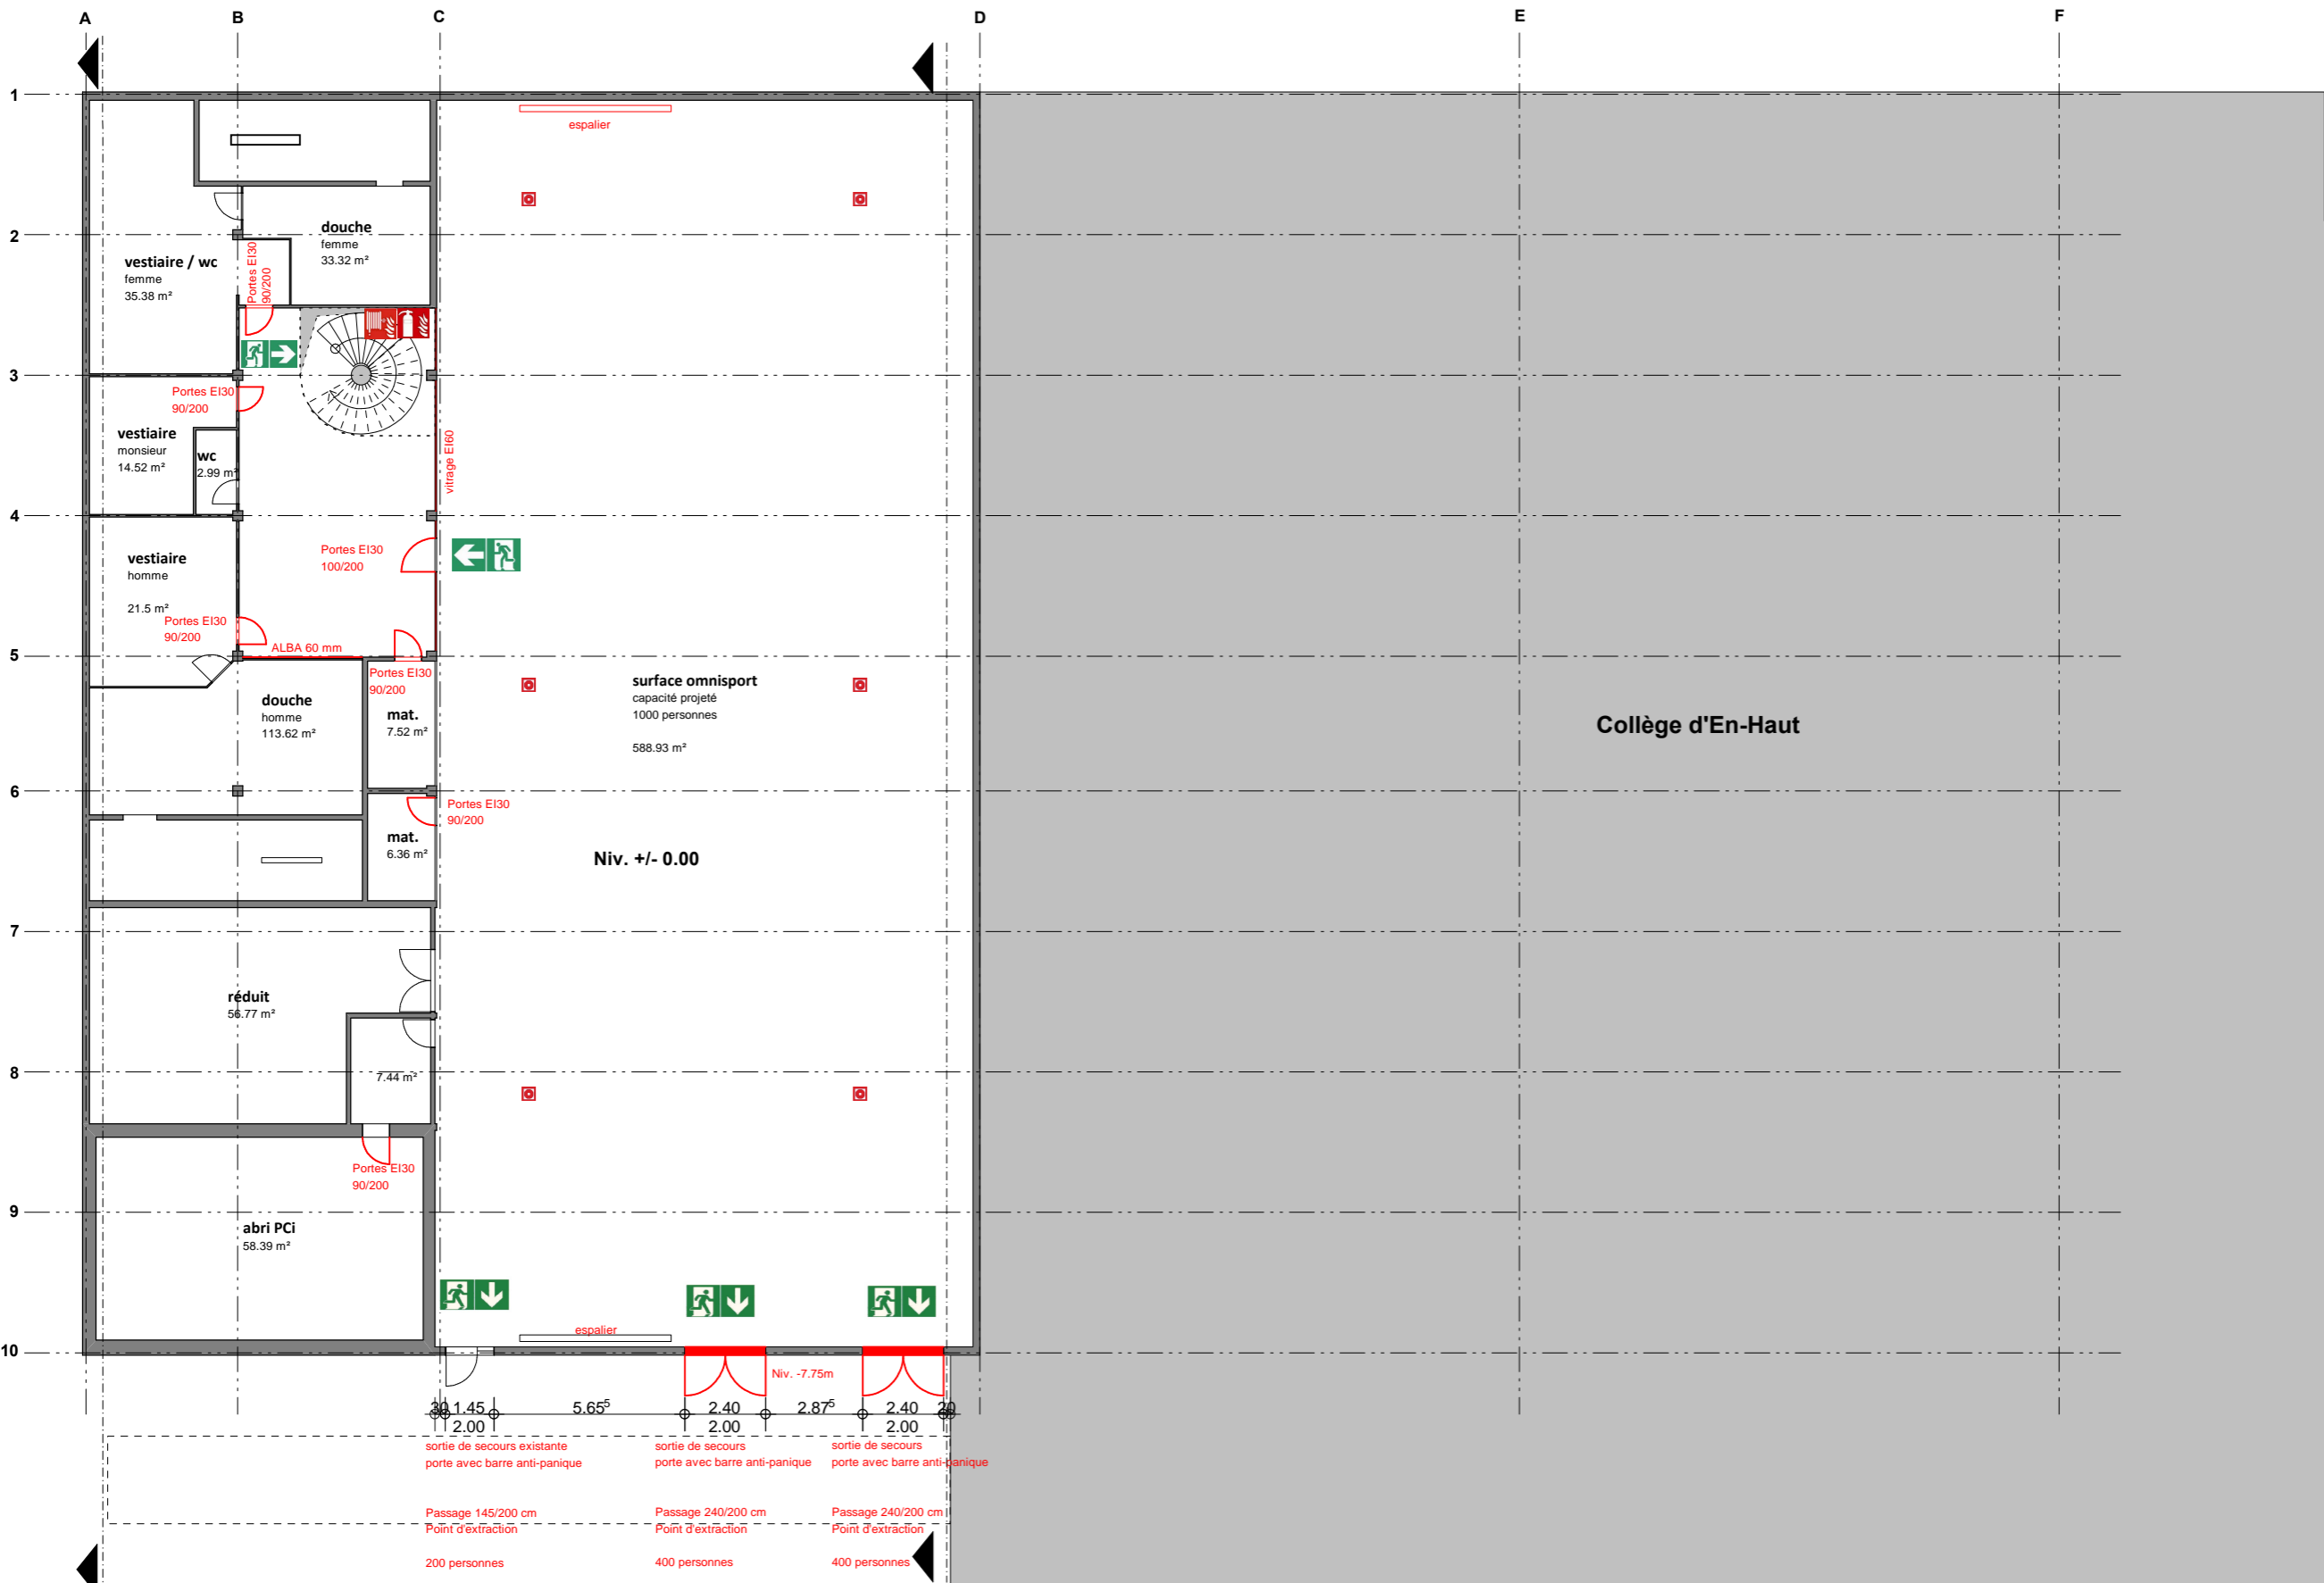 A
B
C
D
E
F
1
espalier
2
douche
femme
33.32 m²
vestiaire / wc
femme
35.38 m²
Portes EI30
90/200
3
Portes EI30
90/200
vestiaire
monsieur
14.52 m²
wc
2.99 m²
vitrage EI60
4
Portes EI30
100/200
vestiaire
homme
21.5 m²
Portes EI30
90/200
ALBA 60 mm
5
Portes EI30
90/200
douche
homme
113.62 m²
mat.
7.52 m²
surface omnisport
capacité projeté
1000 personnes
588.93 m²
Collège d'En-Haut
6
Portes EI30
90/200
mat.
6.36 m²
Niv. +/- 0.00
7
réduit
56.77 m²
8
7.44 m²
Portes EI30
90/200
9
abri PCi
58.39 m²
espalier
10
Niv. -7.75m
30 1.45 5.65⁵ 2.40 2.87⁵ 2.40 20
2.00 2.00 2.00
sortie de secours existante
porte avec barre anti-panique
Passage 145/200 cm
Point d'extraction
200 personnes
sortie de secours
porte avec barre anti-panique
Passage 240/200 cm
Point d'extraction
400 personnes
sortie de secours
porte avec barre anti-panique
Passage 240/200 cm
Point d'extraction
400 personnes